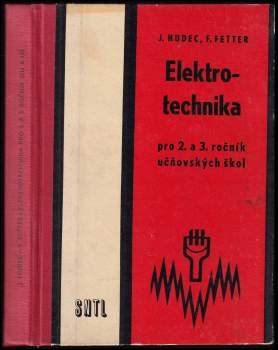 J. HUDEC, F. FETTER
Elektro-
technika
pro 2. a 3. ročník
učňovských škol
SNTL